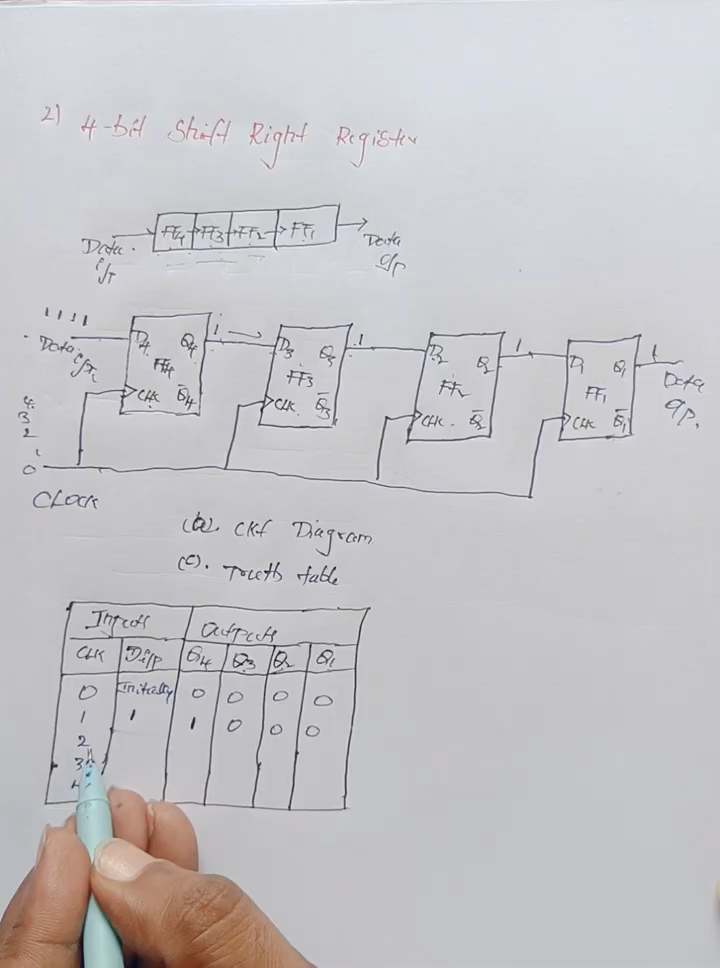 2) 4-bit Shift Right Register
FF4 FF3 FF2 FF1
Data i/p
Data o/p
1 1 1 1
Data i/p
D4 Q4
FF4
CLK Q̅4
1
D3 Q3
FF3
CLK Q̅3
1
D2 Q2
FF2
CLK. Q̅2
1
D1 Q1
FF1
CLK Q̅1
1
Data o/p.
4
3
2
1
0
CLOCK
Ckt Diagram
(c). Truth table
Inputs Outputs
CLK D i/p Q4 Q3 Q2 Q1
0 Initially 0 0 0 0
1 1 1 0 0 0
2
3